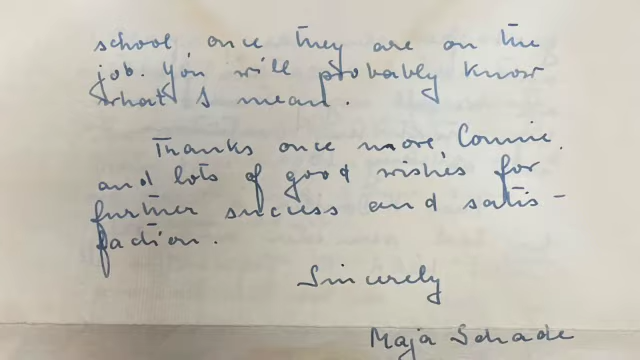 school, once they are on the
job. You will probably know
what I mean.
Thanks once more, Connie,
and lots of good wishes for
further success and satis-
faction.
Sincerely
Maja Schade